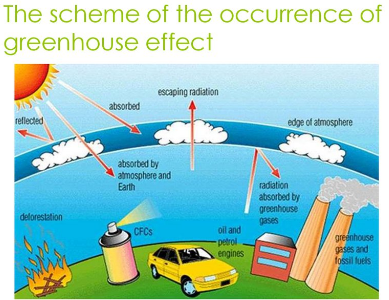 The scheme of the occurrence of
greenhouse effect
escaping radiation
absorbed
reflected
edge of atmosphere
absorbed by
atmosphere and
Earth
radiation
absorbed by
greenhouse
gases
deforestation
CFCs
oil and
petrol
engines
greenhouse
gases and
fossil fuels